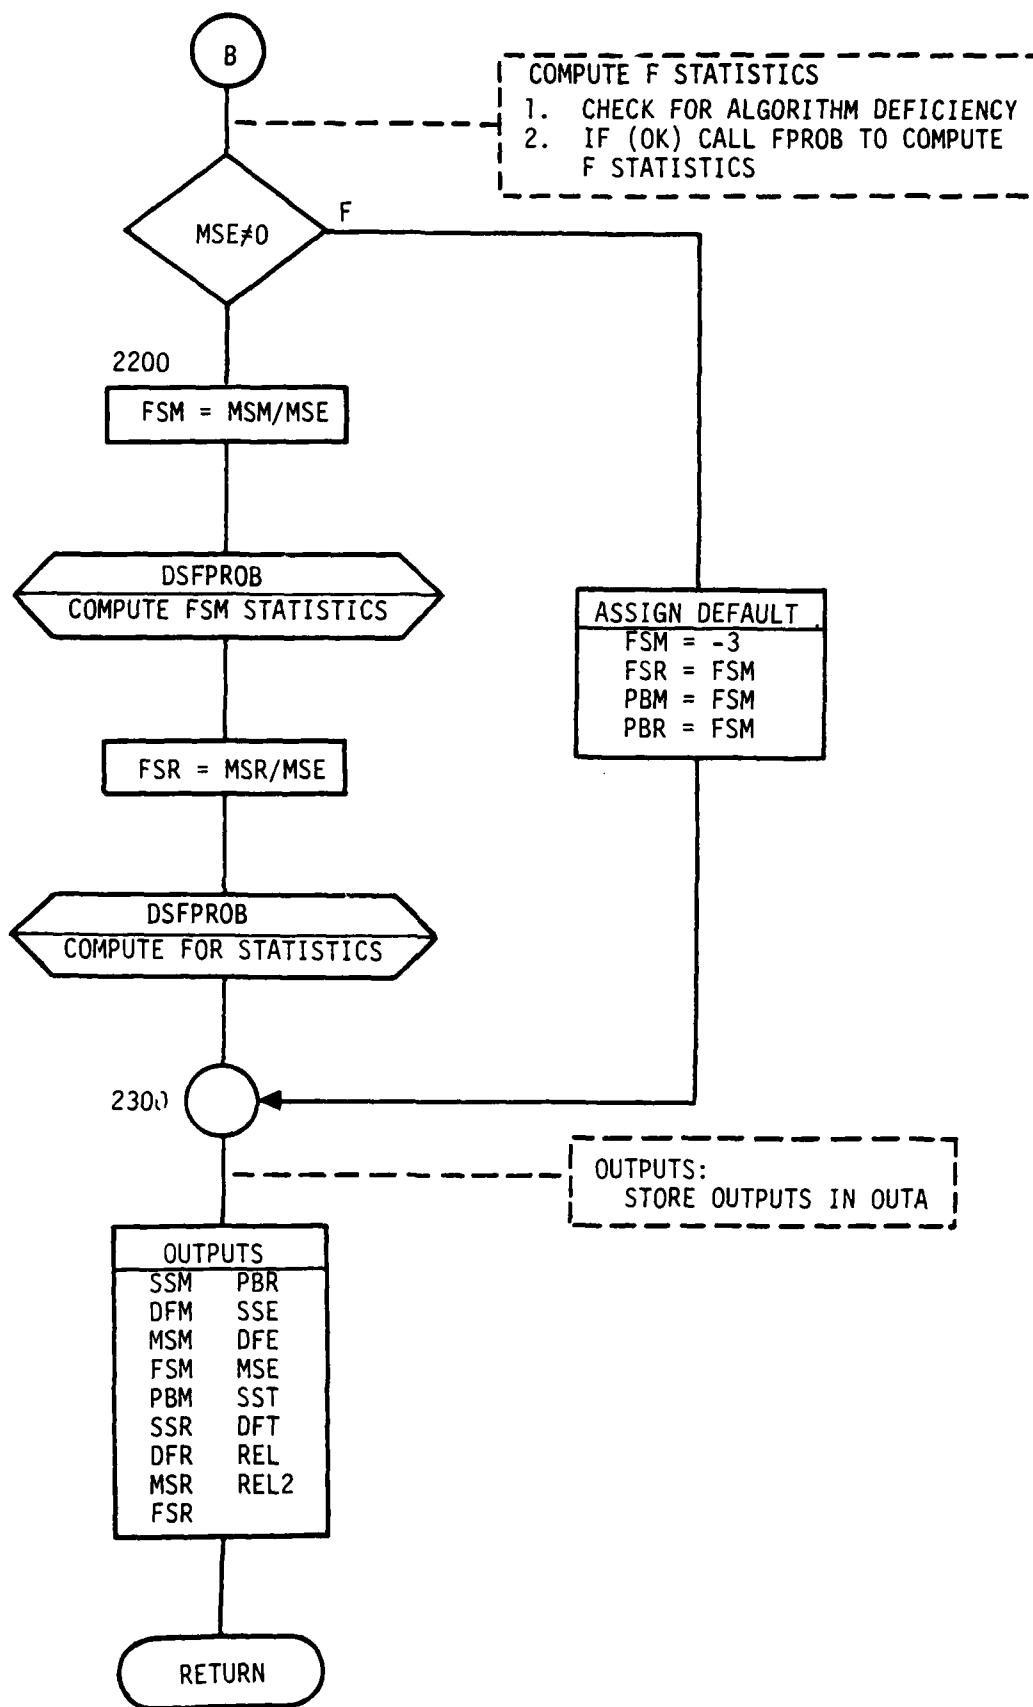 B
COMPUTE F STATISTICS
1. CHECK FOR ALGORITHM DEFICIENCY
2. IF (OK) CALL FPROB TO COMPUTE
F STATISTICS
MSE≠0
F
2200
FSM = MSM/MSE
DSFPROB
COMPUTE FSM STATISTICS
ASSIGN DEFAULT
FSM = -3
FSR = FSM
PBM = FSM
PBR = FSM
FSR = MSR/MSE
DSFPROB
COMPUTE FOR STATISTICS
2300
OUTPUTS:
STORE OUTPUTS IN OUTA
OUTPUTS
SSM PBR
DFM SSE
MSM DFE
FSM MSE
PBM SST
SSR DFT
DFR REL
MSR REL2
FSR
RETURN